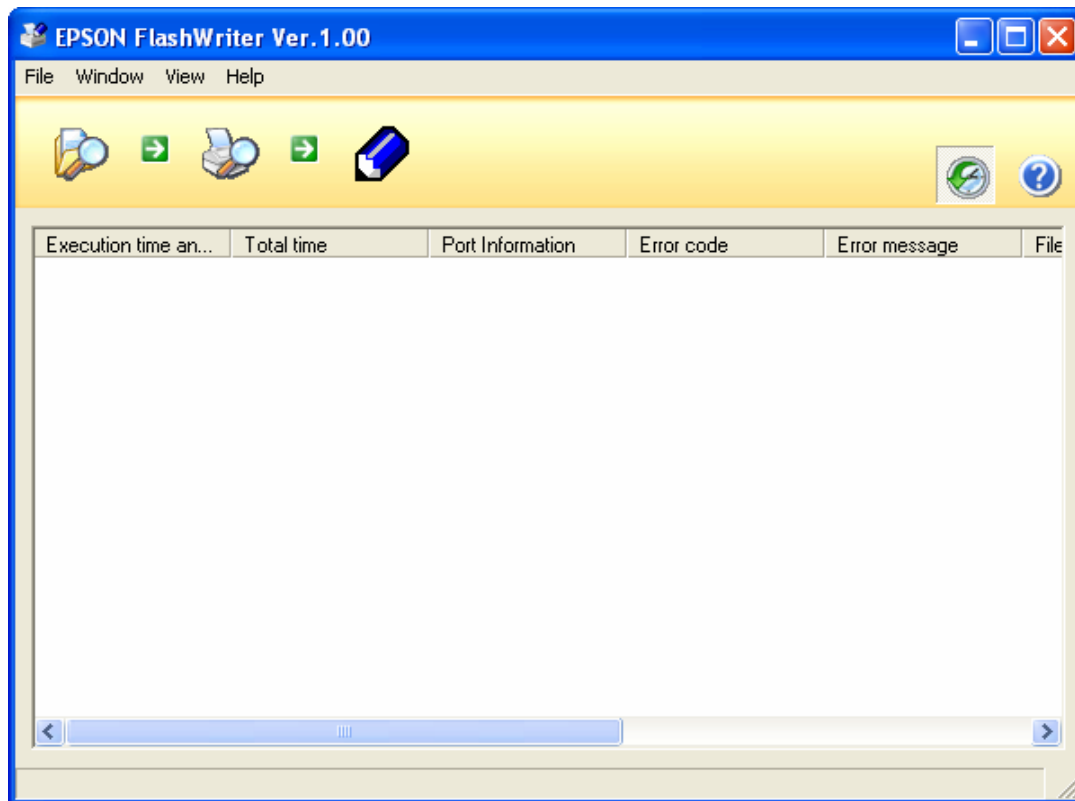 EPSON FlashWriter Ver.1.00
File Window View Help
Execution time an... Total time Port Information Error code Error message File